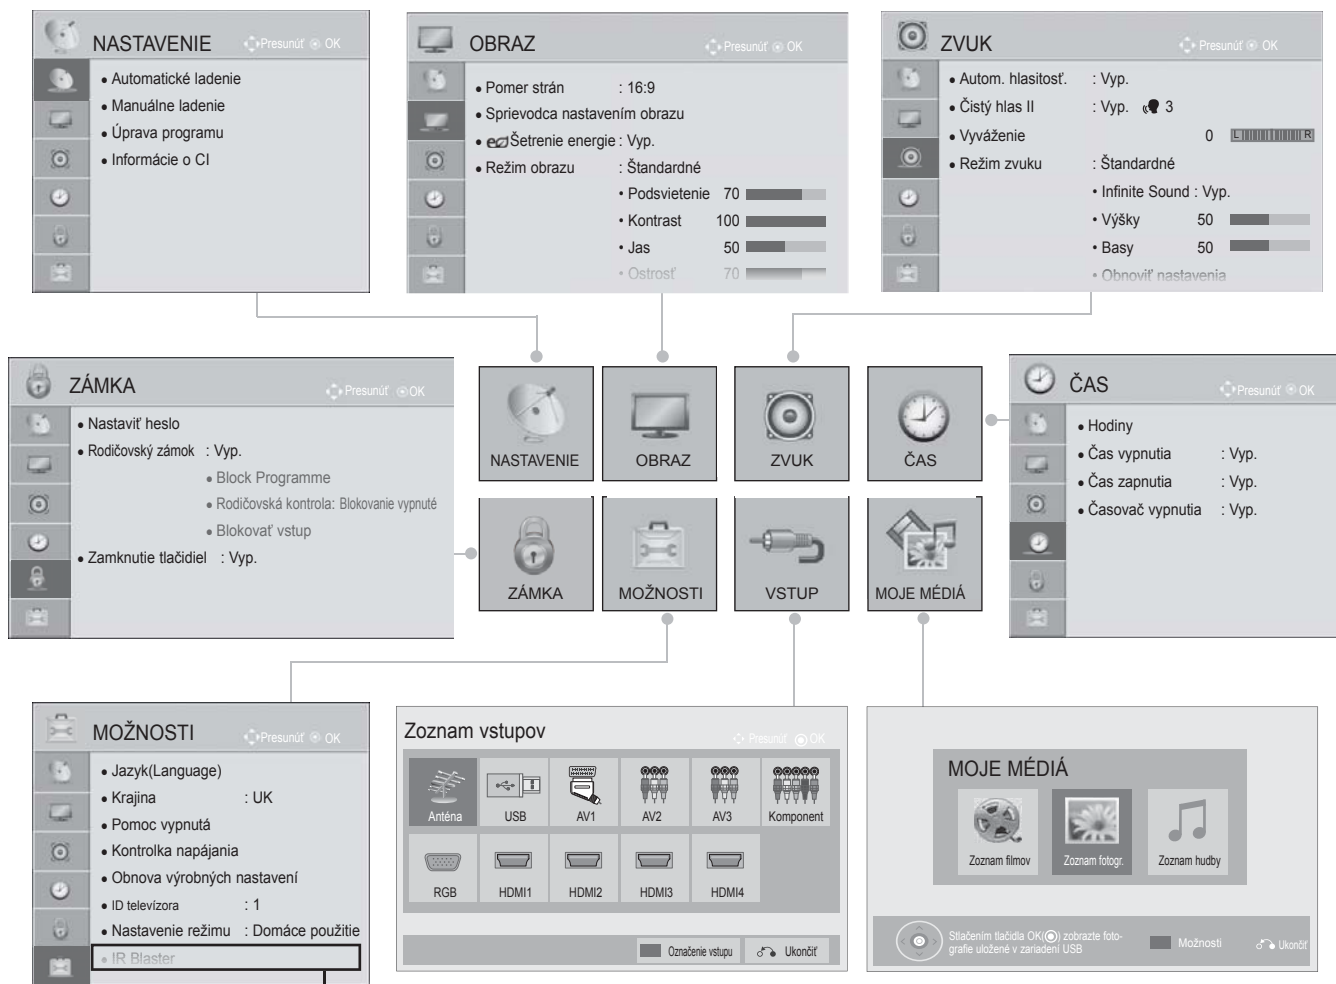 NASTAVENIE
Presunúť OK
• Automatické ladenie
• Manuálne ladenie
• Úprava programu
• Informácie o CI
OBRAZ
Presunúť OK
• Pomer strán : 16:9
• Sprievodca nastavením obrazu
• Šetrenie energie : Vyp.
• Režim obrazu : Štandardné
• Podsvietenie 70
• Kontrast 100
• Jas 50
• Ostrosť 70
ZVUK
Presunúť OK
• Autom. hlasitosť. : Vyp.
• Čistý hlas II : Vyp. 3
• Vyváženie 0 L R
• Režim zvuku : Štandardné
• Infinite Sound : Vyp.
• Výšky 50
• Basy 50
• Obnoviť nastavenia
ZÁMKA
Presunúť OK
• Nastaviť heslo
• Rodičovský zámok : Vyp.
• Block Programme
• Rodičovská kontrola: Blokovanie vypnuté
• Blokovať vstup
• Zamknutie tlačidiel : Vyp.
NASTAVENIE
OBRAZ
ZVUK
ČAS
ZÁMKA
MOŽNOSTI
VSTUP
MOJE MÉDIÁ
ČAS
Presunúť OK
• Hodiny
• Čas vypnutia : Vyp.
• Čas zapnutia : Vyp.
• Časovač vypnutia : Vyp.
MOŽNOSTI
Presunúť OK
• Jazyk(Language)
• Krajina : UK
• Pomoc vypnutá
• Kontrolka napájania
• Obnova výrobných nastavení
• ID televízora : 1
• Nastavenie režimu : Domáce použitie
• IR Blaster
Zoznam vstupov
Presunúť OK
Anténa USB AV1 AV2 AV3 Komponent
RGB HDMI1 HDMI2 HDMI3 HDMI4
Označenie vstupu Ukončiť
MOJE MÉDIÁ
Zoznam filmov Zoznam fotogr. Zoznam hudby
Stlačením tlačidla OK(◉) zobrazte foto-
grafie uložené v zariadení USB
Možnosti Ukončiť